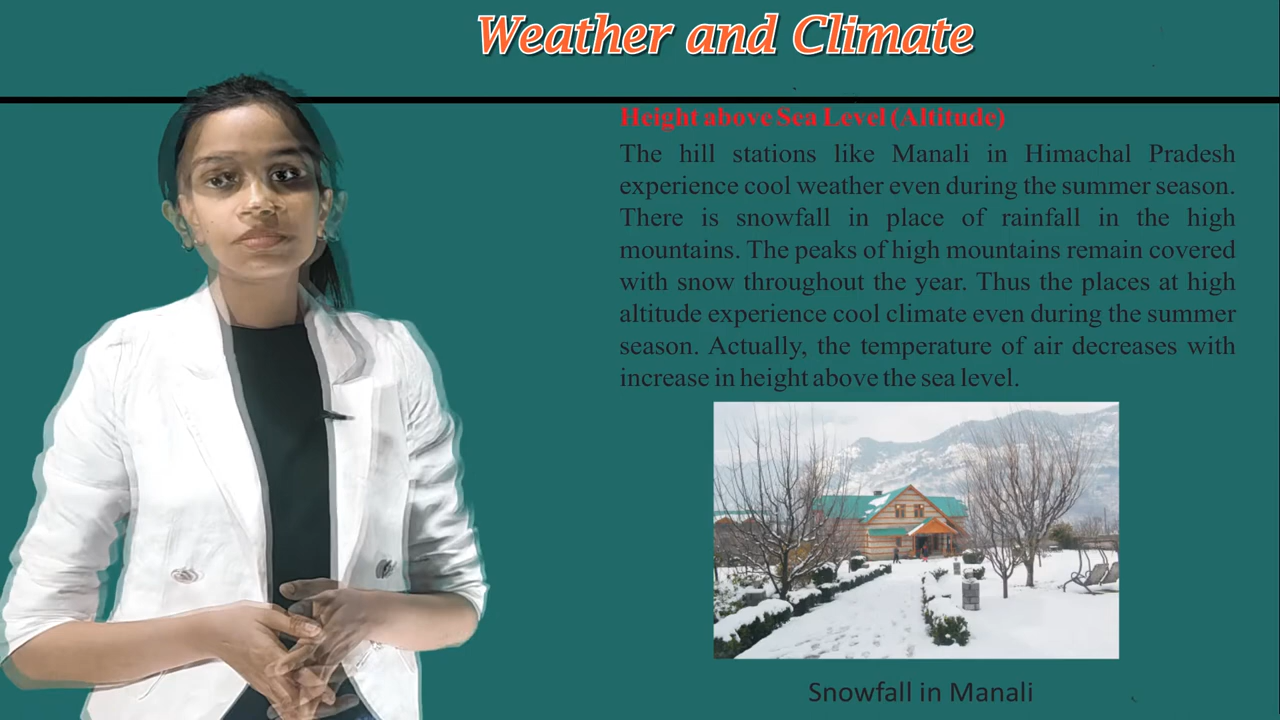 Weather and Climate
Height above Sea Level (Altitude)
The hill stations like Manali in Himachal Pradesh
experience cool weather even during the summer season.
There is snowfall in place of rainfall in the high
mountains. The peaks of high mountains remain covered
with snow throughout the year. Thus the places at high
altitude experience cool climate even during the summer
season. Actually, the temperature of air decreases with
increase in height above the sea level.
Snowfall in Manali